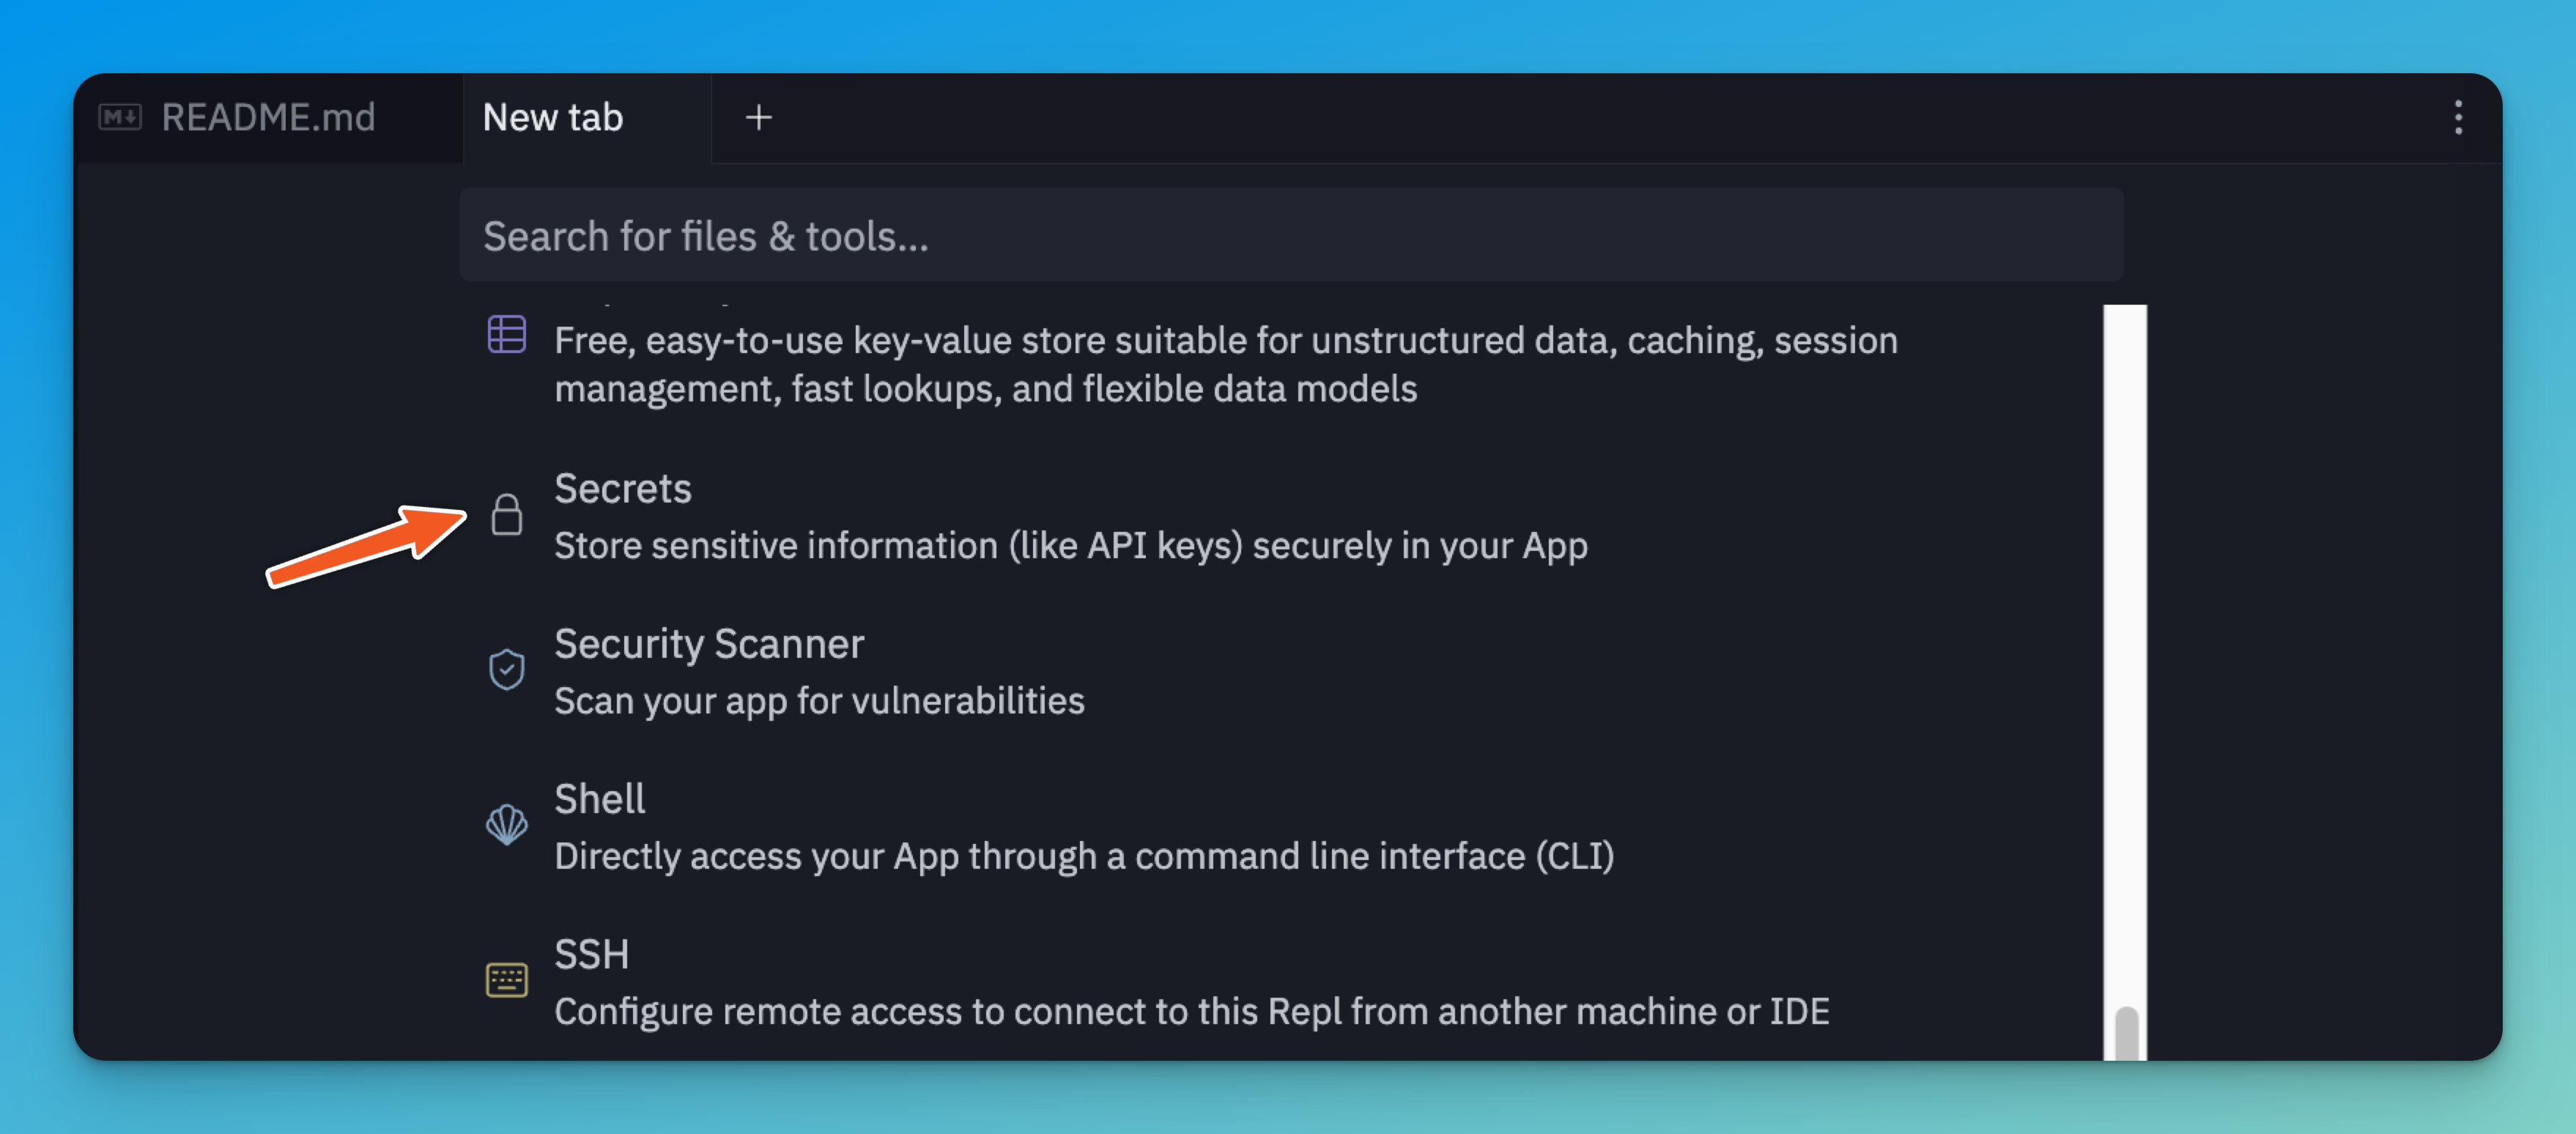 README.md
New tab
Search for files & tools...
Free, easy-to-use key-value store suitable for unstructured data, caching, session
management, fast lookups, and flexible data models
Secrets
Store sensitive information (like API keys) securely in your App
Security Scanner
Scan your app for vulnerabilities
Shell
Directly access your App through a command line interface (CLI)
SSH
Configure remote access to connect to this Repl from another machine or IDE